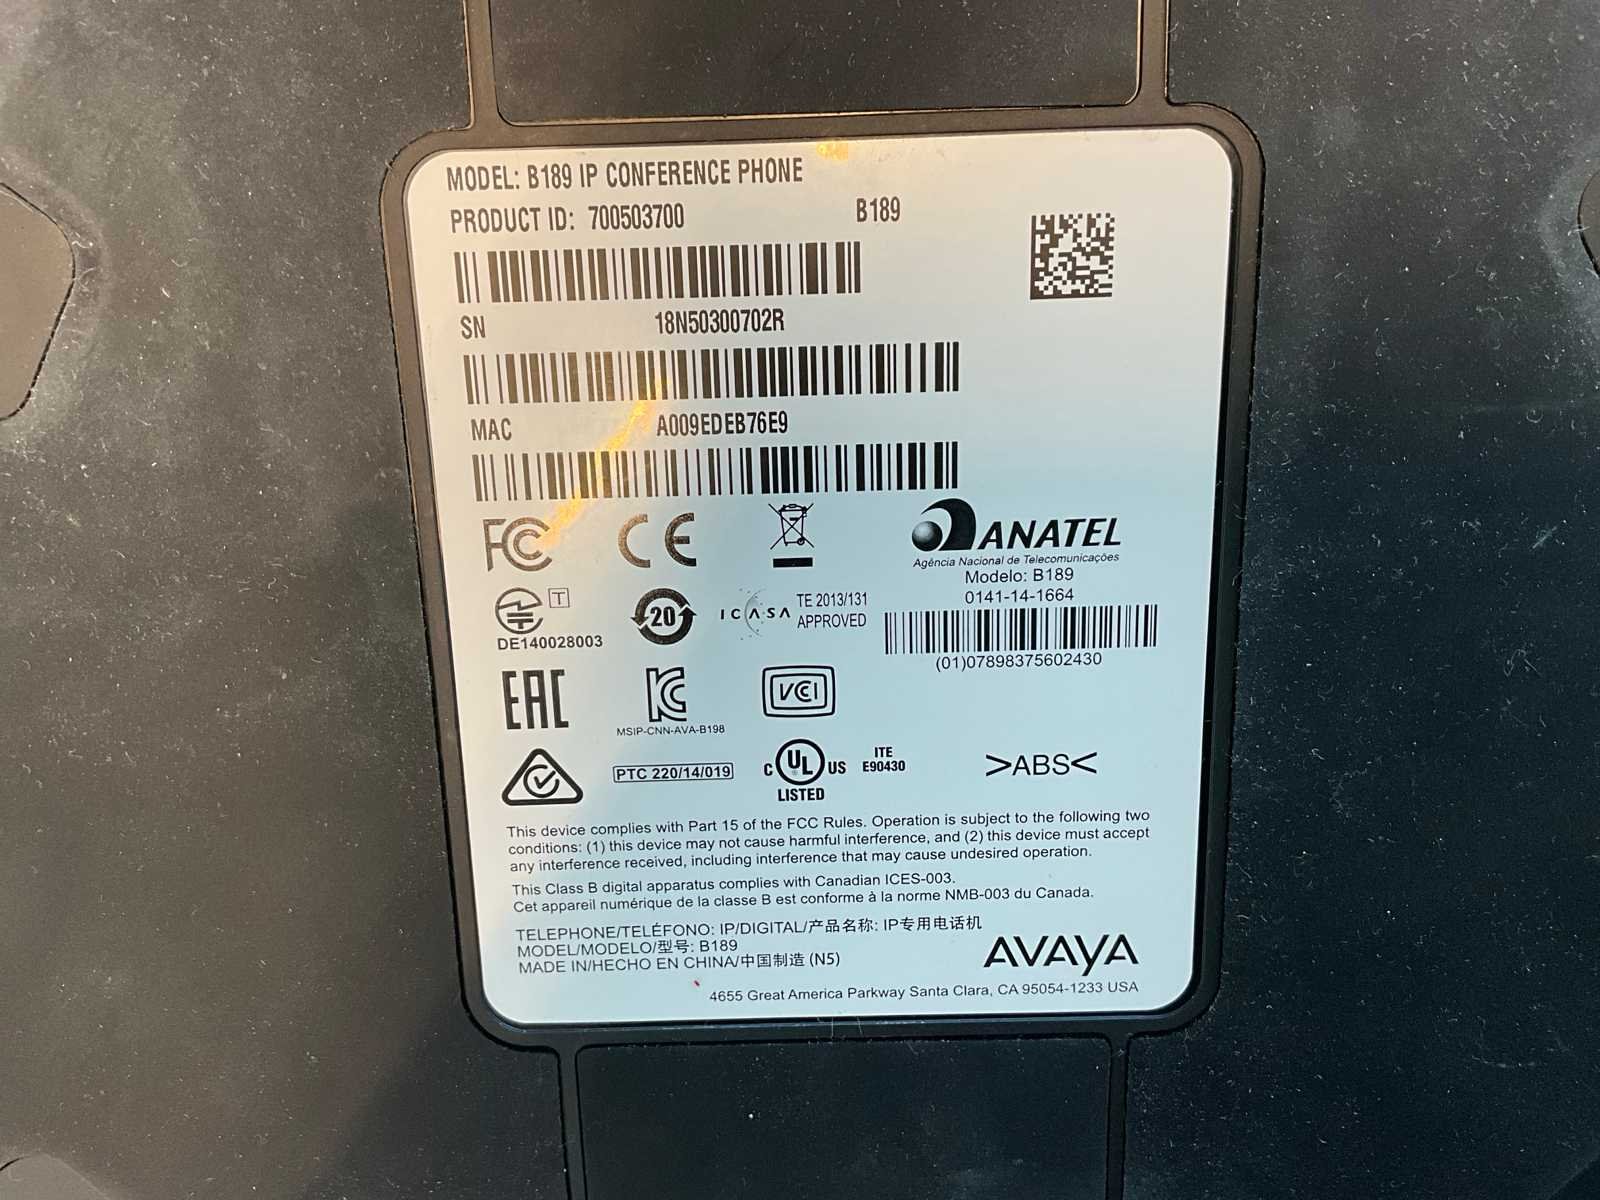 MODEL: B189 IP CONFERENCE PHONE
PRODUCT ID: 700503700 B189
SN 18N50300702R
MAC A009EDEB76E9
FC CE ANATEL
Agência Nacional de Telecomunicações
Modelo: B189
0141-14-1664
(01)07898375602430
T
DE140028003
20
ICASA TE 2013/131
APPROVED
EAC KC VCCI
MSIP-CNN-AVA-B198
PTC 220/14/019
C UL US
LISTED
ITE
E90430
>ABS<
This device complies with Part 15 of the FCC Rules. Operation is subject to the following two
conditions: (1) this device may not cause harmful interference, and (2) this device must accept
any interference received, including interference that may cause undesired operation.
This Class B digital apparatus complies with Canadian ICES-003.
Cet appareil numérique de la classe B est conforme à la norme NMB-003 du Canada.
TELEPHONE/TELÉFONO: IP/DIGITAL/产品名称: IP专用电话机
MODEL/MODELO/型号: B189
MADE IN/HECHO EN CHINA/中国制造 (N5)
AVAYA
4655 Great America Parkway Santa Clara, CA 95054-1233 USA